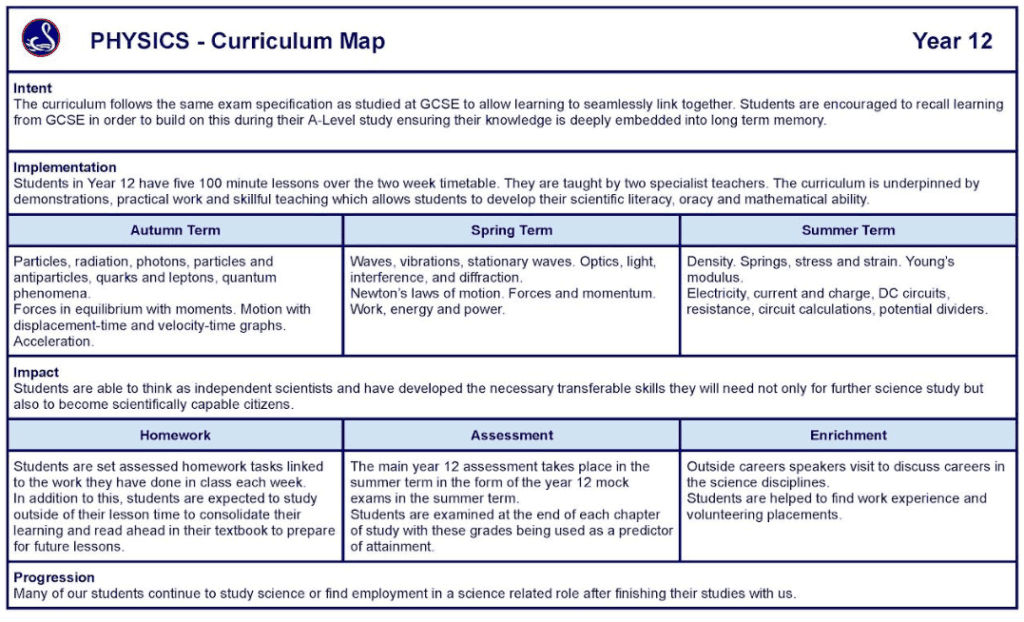 PHYSICS - Curriculum Map
Year 12
Intent
The curriculum follows the same exam specification as studied at GCSE to allow learning to seamlessly link together. Students are encouraged to recall learning
from GCSE in order to build on this during their A-Level study ensuring their knowledge is deeply embedded into long term memory.
Implementation
Students in Year 12 have five 100 minute lessons over the two week timetable. They are taught by two specialist teachers. The curriculum is underpinned by
demonstrations, practical work and skillful teaching which allows students to develop their scientific literacy, oracy and mathematical ability.
Autumn Term
Particles, radiation, photons, particles and
antiparticles, quarks and leptons, quantum
phenomena.
Forces in equilibrium with moments. Motion with
displacement-time and velocity-time graphs.
Acceleration.
Spring Term
Waves, vibrations, stationary waves. Optics, light,
interference, and diffraction.
Newton's laws of motion. Forces and momentum.
Work, energy and power.
Summer Term
Density. Springs, stress and strain. Young's
modulus.
Electricity, current and charge, DC circuits,
resistance, circuit calculations, potential dividers.
Impact
Students are able to think as independent scientists and have developed the necessary transferable skills they will need not only for further science study but
also to become scientifically capable citizens.
Homework
Students are set assessed homework tasks linked
to the work they have done in class each week.
In addition to this, students are expected to study
outside of their lesson time to consolidate their
learning and read ahead in their textbook to prepare
for future lessons.
Assessment
The main year 12 assessment takes place in the
summer term in the form of the year 12 mock
exams in the summer term.
Students are examined at the end of each chapter
of study with these grades being used as a predictor
of attainment.
Enrichment
Outside careers speakers visit to discuss careers in
the science disciplines.
Students are helped to find work experience and
volunteering placements.
Progression
Many of our students continue to study science or find employment in a science related role after finishing their studies with us.